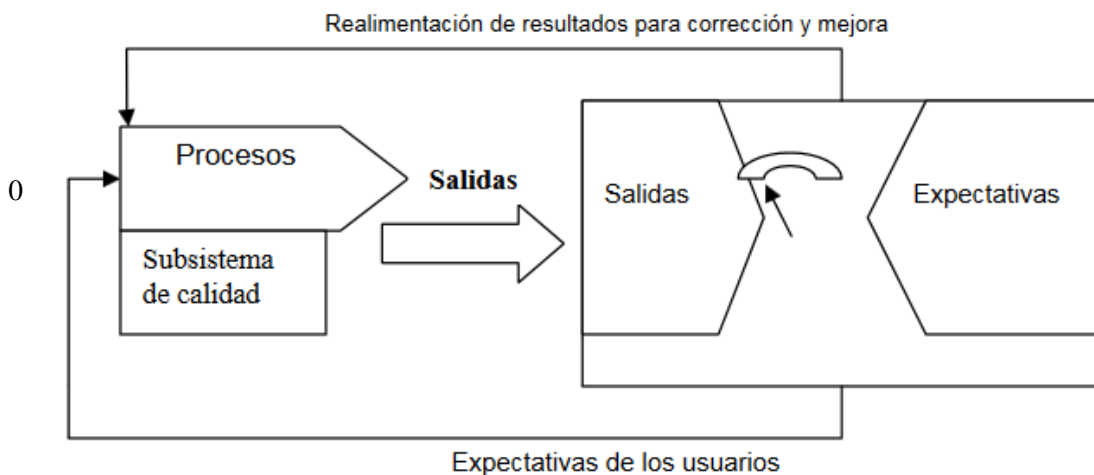 Realimentación de resultados para corrección y mejora
Procesos
0
Salidas
Salidas
Expectativas
Subsistema
de calidad
Expectativas de los usuarios